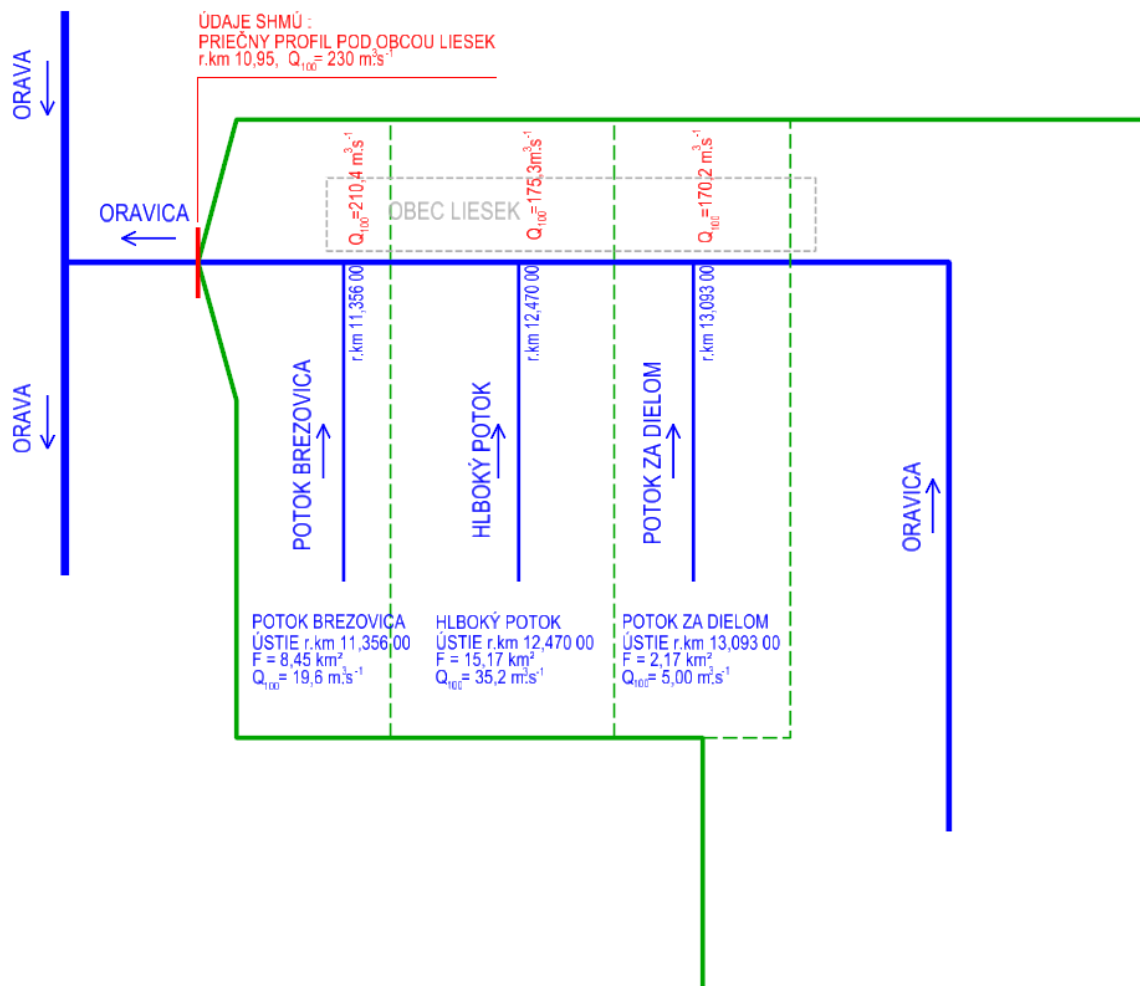 ÚDAJE SHMÚ :
PRIEČNY PROFIL POD OBCOU LIESEK
r.km 10,95, Q₁₀₀= 230 m³.s⁻¹
ORAVA
ORAVICA
ORAVA
OBEC LIESEK
Q₁₀₀=210,4 m³.s⁻¹
Q₁₀₀=175,3m³.s⁻¹
Q₁₀₀=170,2 m³.s⁻¹
r.km 11,356 00
r.km 12,470 00
r.km 13,093 00
POTOK BREZOVICA
HLBOKÝ POTOK
POTOK ZA DIELOM
ORAVICA
POTOK BREZOVICA
ÚSTIE r.km 11,356 00
F = 8,45 km²
Q₁₀₀= 19,6 m³.s⁻¹
HLBOKÝ POTOK
ÚSTIE r.km 12,470 00
F = 15,17 km²
Q₁₀₀= 35,2 m³.s⁻¹
POTOK ZA DIELOM
ÚSTIE r.km 13,093 00
F = 2,17 km²
Q₁₀₀= 5,00 m³.s⁻¹